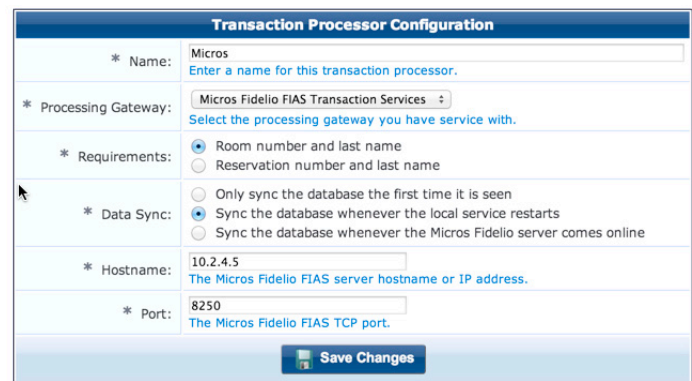 Transaction Processor Configuration
* Name:
Micros
Enter a name for this transaction processor.
* Processing Gateway:
Micros Fidelio FIAS Transaction Services
Select the processing gateway you have service with.
* Requirements:
Room number and last name
Reservation number and last name
* Data Sync:
Only sync the database the first time it is seen
Sync the database whenever the local service restarts
Sync the database whenever the Micros Fidelio server comes online
* Hostname:
10.2.4.5
The Micros Fidelio FIAS server hostname or IP address.
* Port:
8250
The Micros Fidelio FIAS TCP port.
Save Changes